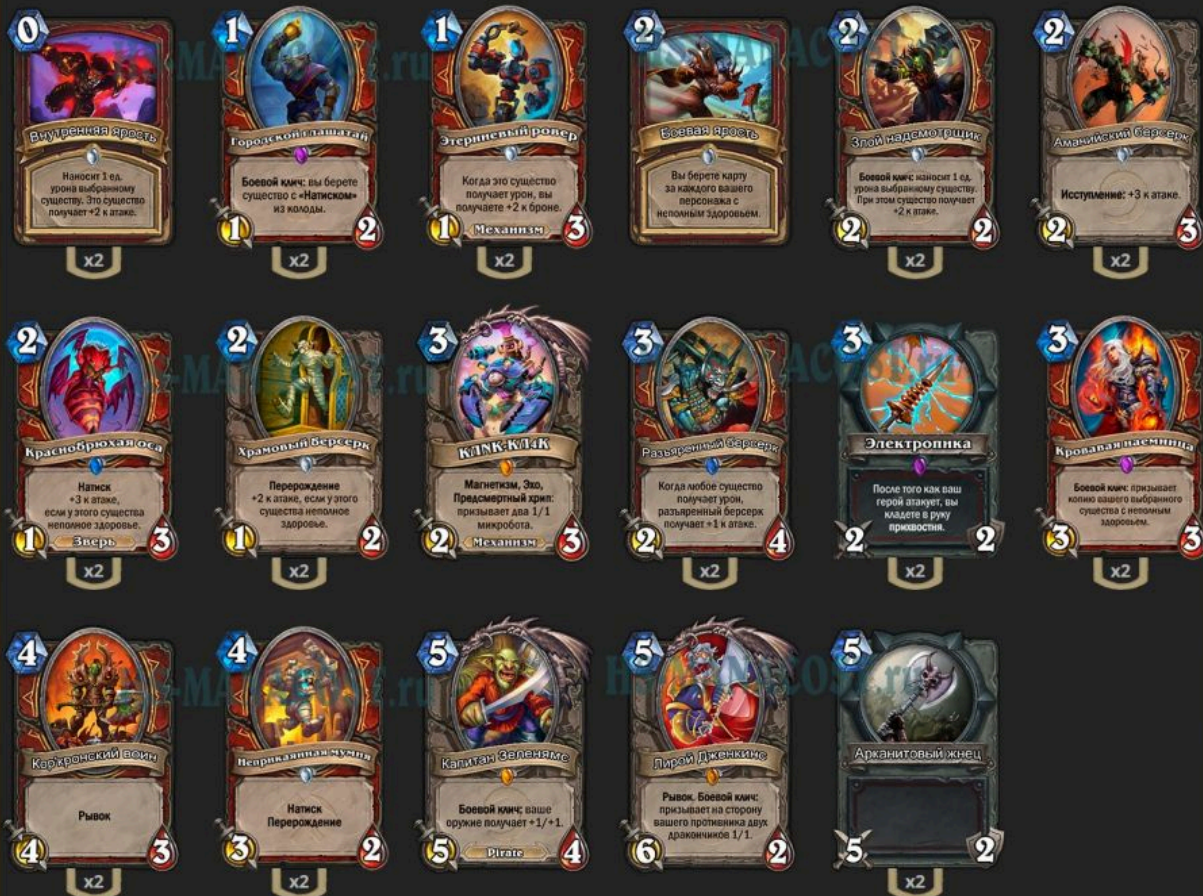 0
Внутренняя ярость
Наносит 1 ед.
урона выбранному
существу. Это существо
получает +2 к атаке.
x2
1
Городской глашатай
Боевой клич: вы берете
существо с «Натиском»
из колоды.
1
2
x2
1
Этерниевый ровер
Когда это существо
получает урон, вы
получаете +2 к броне.
1
Механизм
3
x2
2
Боевая ярость
Вы берете карту
за каждого вашего
персонажа с
неполным здоровьем.
x2
2
Злой надсмотрщик
Боевой клич: наносит 1 ед.
урона выбранному существу.
При этом существо получает
+2 к атаке.
2
2
x2
2
Аманийский берсерк
Исступление: +3 к атаке.
2
3
x2
2
Краснобрюхая оса
Натиск
+3 к атаке,
если у этого существа
неполное здоровье.
1
Зверь
3
x2
2
Храмовый берсерк
Перерождение
+2 к атаке, если у этого
существа неполное
здоровье.
1
2
x2
3
КЛ1NK-КЛ4К
Магнетизм, Эхо,
Предсмертный хрип:
призывает два 1/1
микробота.
2
Механизм
3
3
Разъяренный берсерк
Когда любое существо
получает урон,
разъяренный берсерк
получает +1 к атаке.
2
4
x2
3
Электропика
После того как ваш
герой атакует, вы
кладете в руку
прихвостня.
2
2
x2
3
Кровавая наемница
Боевой клич: призывает
копию вашего выбранного
существа с неполным
здоровьем.
3
3
x2
4
Кор'кронский воин
Рывок
4
3
x2
4
Неприкаянная мумия
Натиск
Перерождение
3
2
x2
5
Капитан Зеленямс
Боевой клич: ваше
оружие получает +1/+1.
5
Pirate
4
5
Лирой Дженкинс
Рывок. Боевой клич:
призывает на сторону
вашего противника двух
дракончиков 1/1.
6
2
5
Арканитовый жнец
5
2
x2